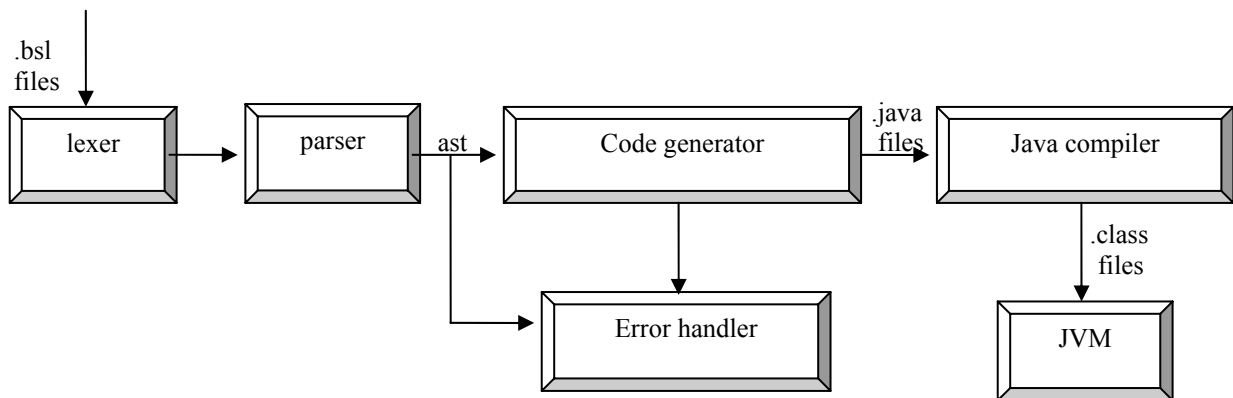 .bsl
files
lexer
parser
ast
Code generator
.java
files
Java compiler
.class
files
Error handler
JVM